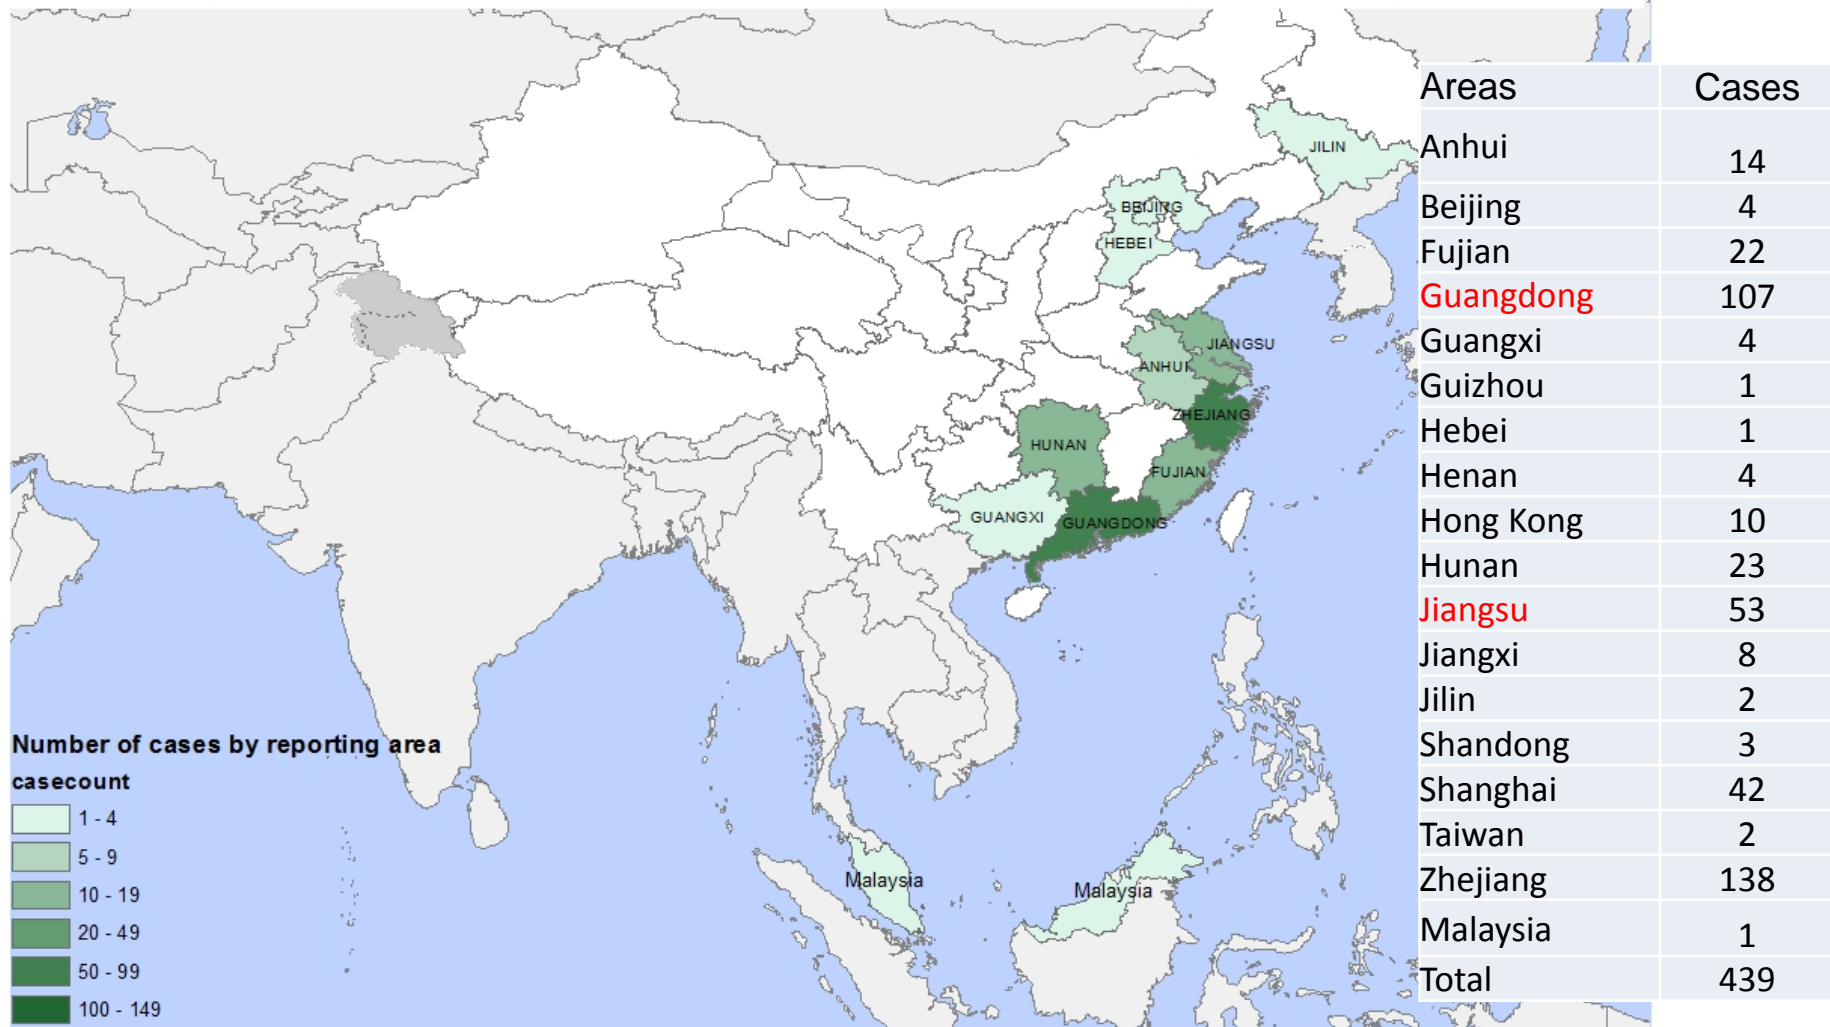 JILIN
BEIJING
HEBEI
JIANGSU
ANHUI
ZHEJIANG
HUNAN
FUJIAN
GUANGXI
GUANGDONG
Malaysia
Malaysia
Number of cases by reporting area
casecount
1 - 4
5 - 9
10 - 19
20 - 49
50 - 99
100 - 149
Areas Cases
Anhui 14
Beijing 4
Fujian 22
Guangdong 107
Guangxi 4
Guizhou 1
Hebei 1
Henan 4
Hong Kong 10
Hunan 23
Jiangsu 53
Jiangxi 8
Jilin 2
Shandong 3
Shanghai 42
Taiwan 2
Zhejiang 138
Malaysia 1
Total 439